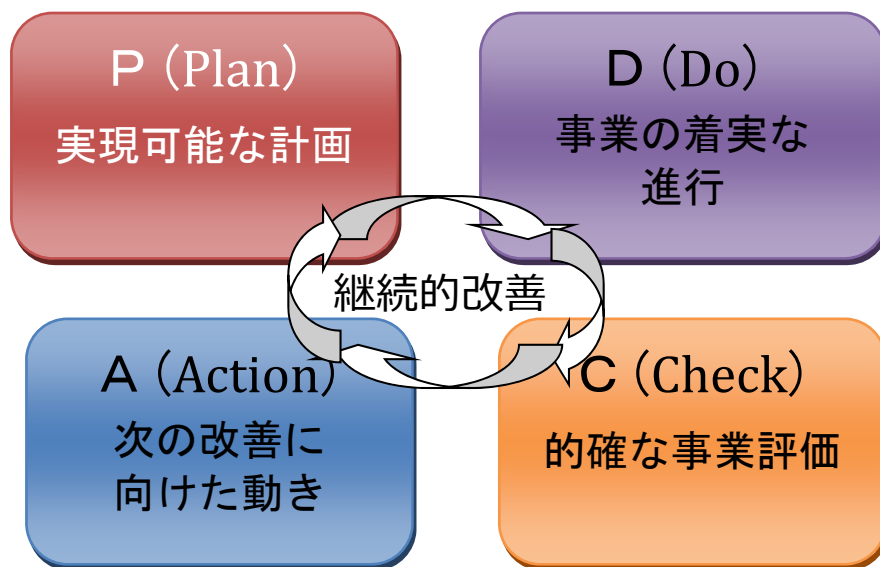 Ｐ（Plan）
実現可能な計画
Ｄ（Do）
事業の着実な
進行
継続的改善
Ａ（Action）
次の改善に
向けた動き
Ｃ（Check）
的確な事業評価